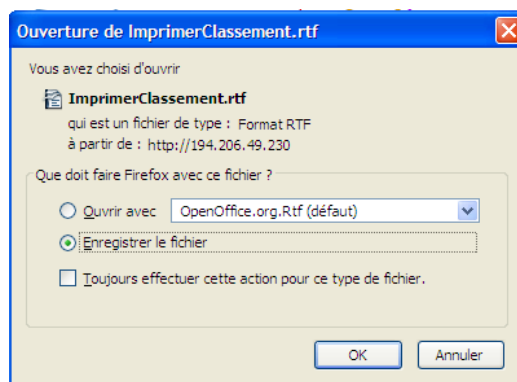 Ouverture de ImprimerClassement.rtf
Vous avez choisi d'ouvrir
ImprimerClassement.rtf
qui est un fichier de type : Format RTF
à partir de : http://194.206.49.230
Que doit faire Firefox avec ce fichier ?
Ouvrir avec OpenOffice.org.Rtf (défaut)
Enregistrer le fichier
Toujours effectuer cette action pour ce type de fichier.
OK Annuler